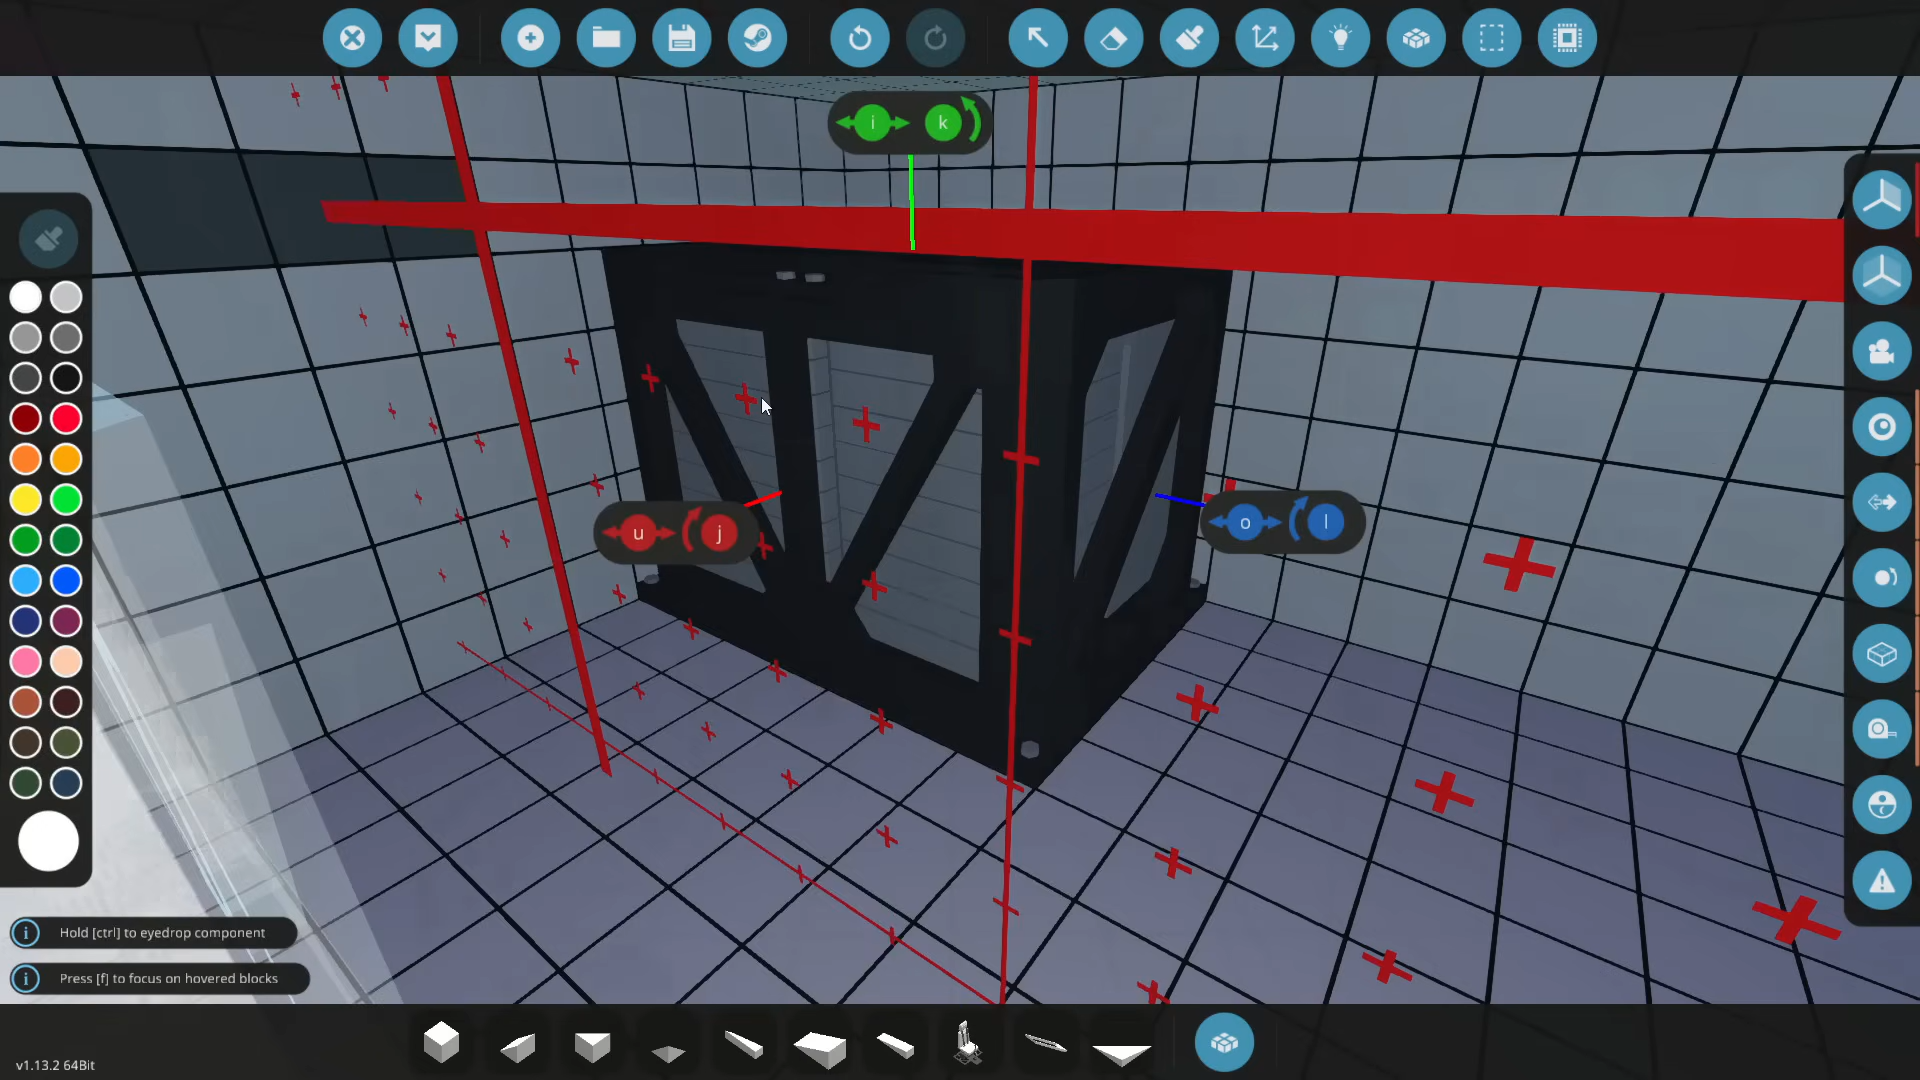 i k
u j
o l
Hold [ctrl] to eyedrop component
Press [f] to focus on hovered blocks
v1.13.2 64Bit